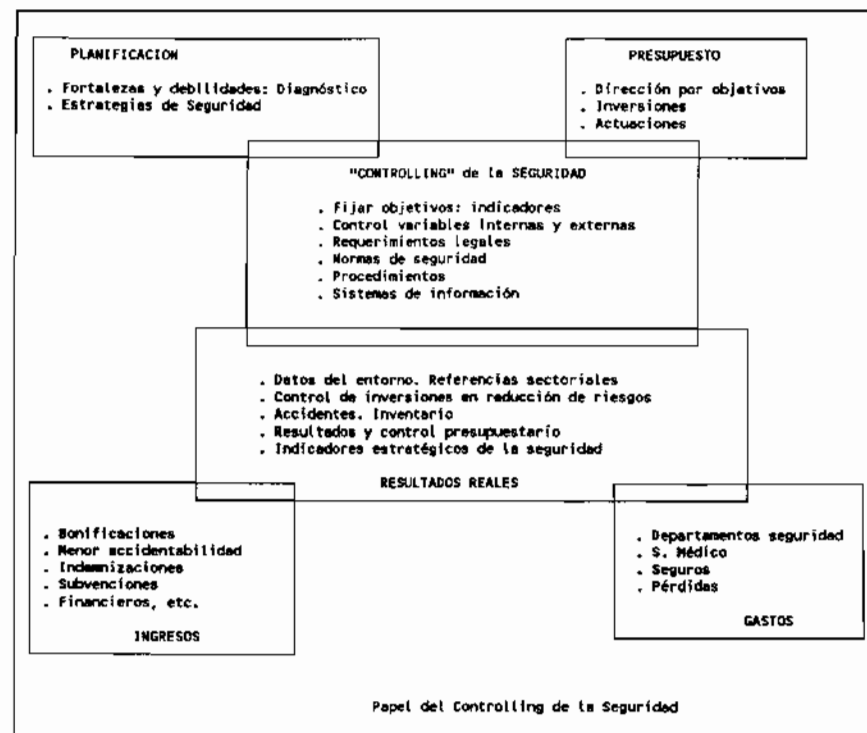 PLANIFICACION
. Fortalezas y debilidades: Diagnóstico
. Estrategias de Seguridad
PRESUPUESTO
. Dirección por objetivos
. Inversiones
. Actuaciones
"CONTROLLING" de la SEGURIDAD
. Fijar objetivos: indicadores
. Control variables internas y externas
. Requerimientos legales
. Normas de seguridad
. Procedimientos
. Sistemas de información
. Datos del entorno. Referencias sectoriales
. Control de inversiones en reducción de riesgos
. Accidentes. Inventario
. Resultados y control presupuestario
. Indicadores estratégicos de la seguridad
RESULTADOS REALES
. Bonificaciones
. Menor accidentabilidad
. Indemnizaciones
. Subvenciones
. Financieros, etc.
INGRESOS
. Departamentos seguridad
. S. Médico
. Seguros
. Pérdidas
GASTOS
Papel del Controlling de la Seguridad